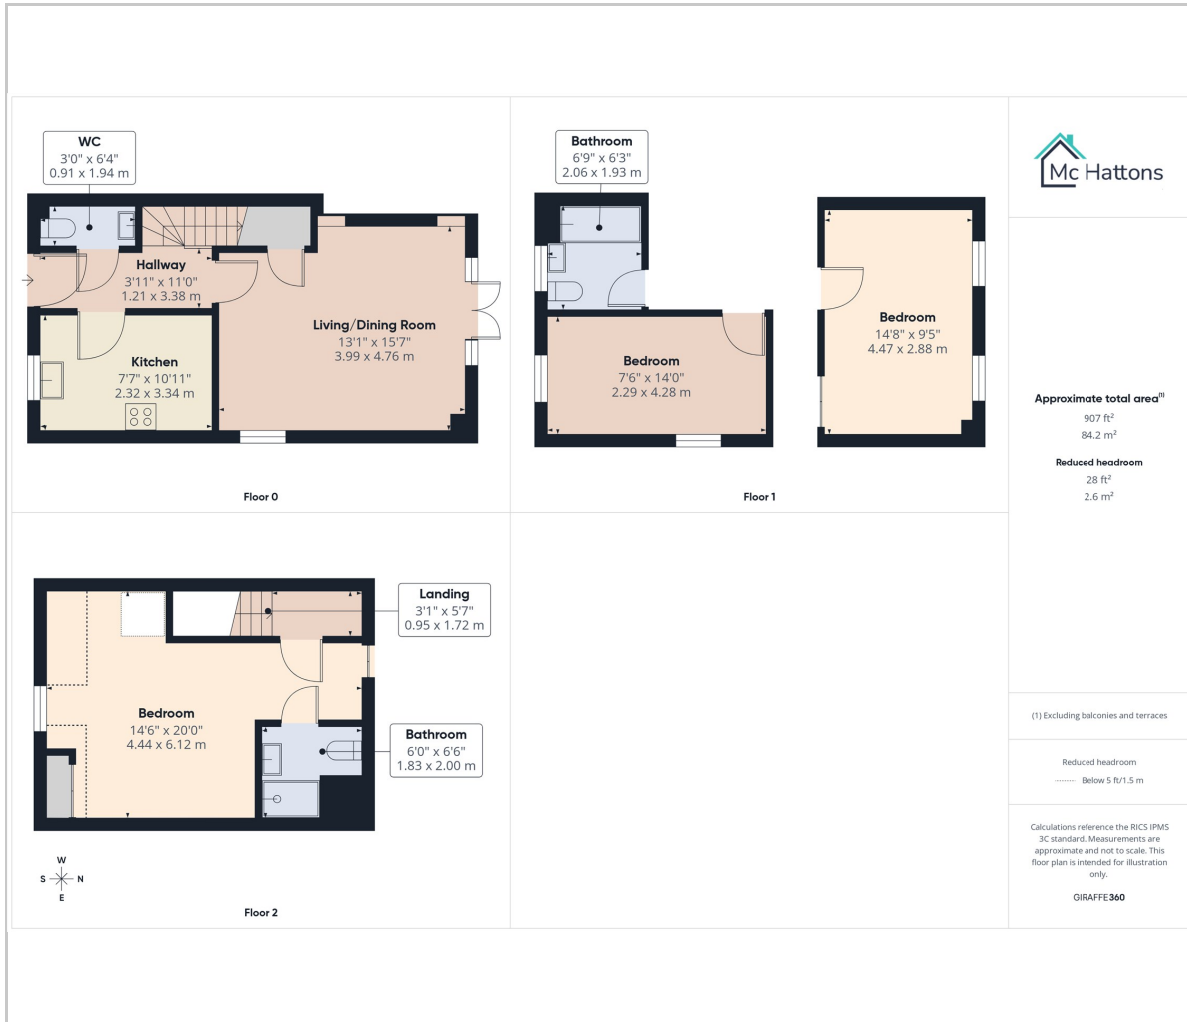 WC
3'0" x 6'4"
0.91 x 1.94 m
Hallway
3'11" x 11'0"
1.21 x 3.38 m
Living/Dining Room
13'1" x 15'7"
3.99 x 4.76 m
Kitchen
7'7" x 10'11"
2.32 x 3.34 m
Floor 0
Bathroom
6'9" x 6'3"
2.06 x 1.93 m
Bedroom
7'6" x 14'0"
2.29 x 4.28 m
Bedroom
14'8" x 9'5"
4.47 x 2.88 m
Floor 1
Landing
3'1" x 5'7"
0.95 x 1.72 m
Bedroom
14'6" x 20'0"
4.44 x 6.12 m
Bathroom
6'0" x 6'6"
1.83 x 2.00 m
W
S N
E
Floor 2
Mc Hattons
Approximate total area(1)
907 ft²
84.2 m²
Reduced headroom
28 ft²
2.6 m²
(1) Excluding balconies and terraces
Reduced headroom
Below 5 ft/1.5 m
Calculations reference the RICS IPMS
3C standard. Measurements are
approximate and not to scale. This
floor plan is intended for illustration
only.
GIRAFFE360